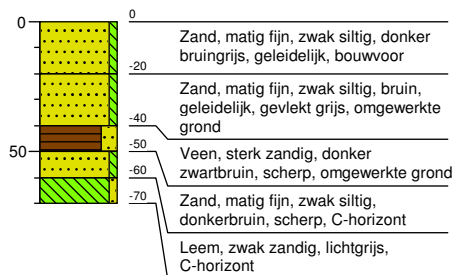 0
0
Zand, matig fijn, zwak siltig, donker
bruingrijs, geleidelijk, bouwvoor
-20
Zand, matig fijn, zwak siltig, bruin,
geleidelijk, gevlekt grijs, omgewerkte
grond
-40
50
-50
Veen, sterk zandig, donker
zwartbruin, scherp, omgewerkte grond
-60
Zand, matig fijn, zwak siltig,
donkerbruin, scherp, C-horizont
-70
Leem, zwak zandig, lichtgrijs,
C-horizont